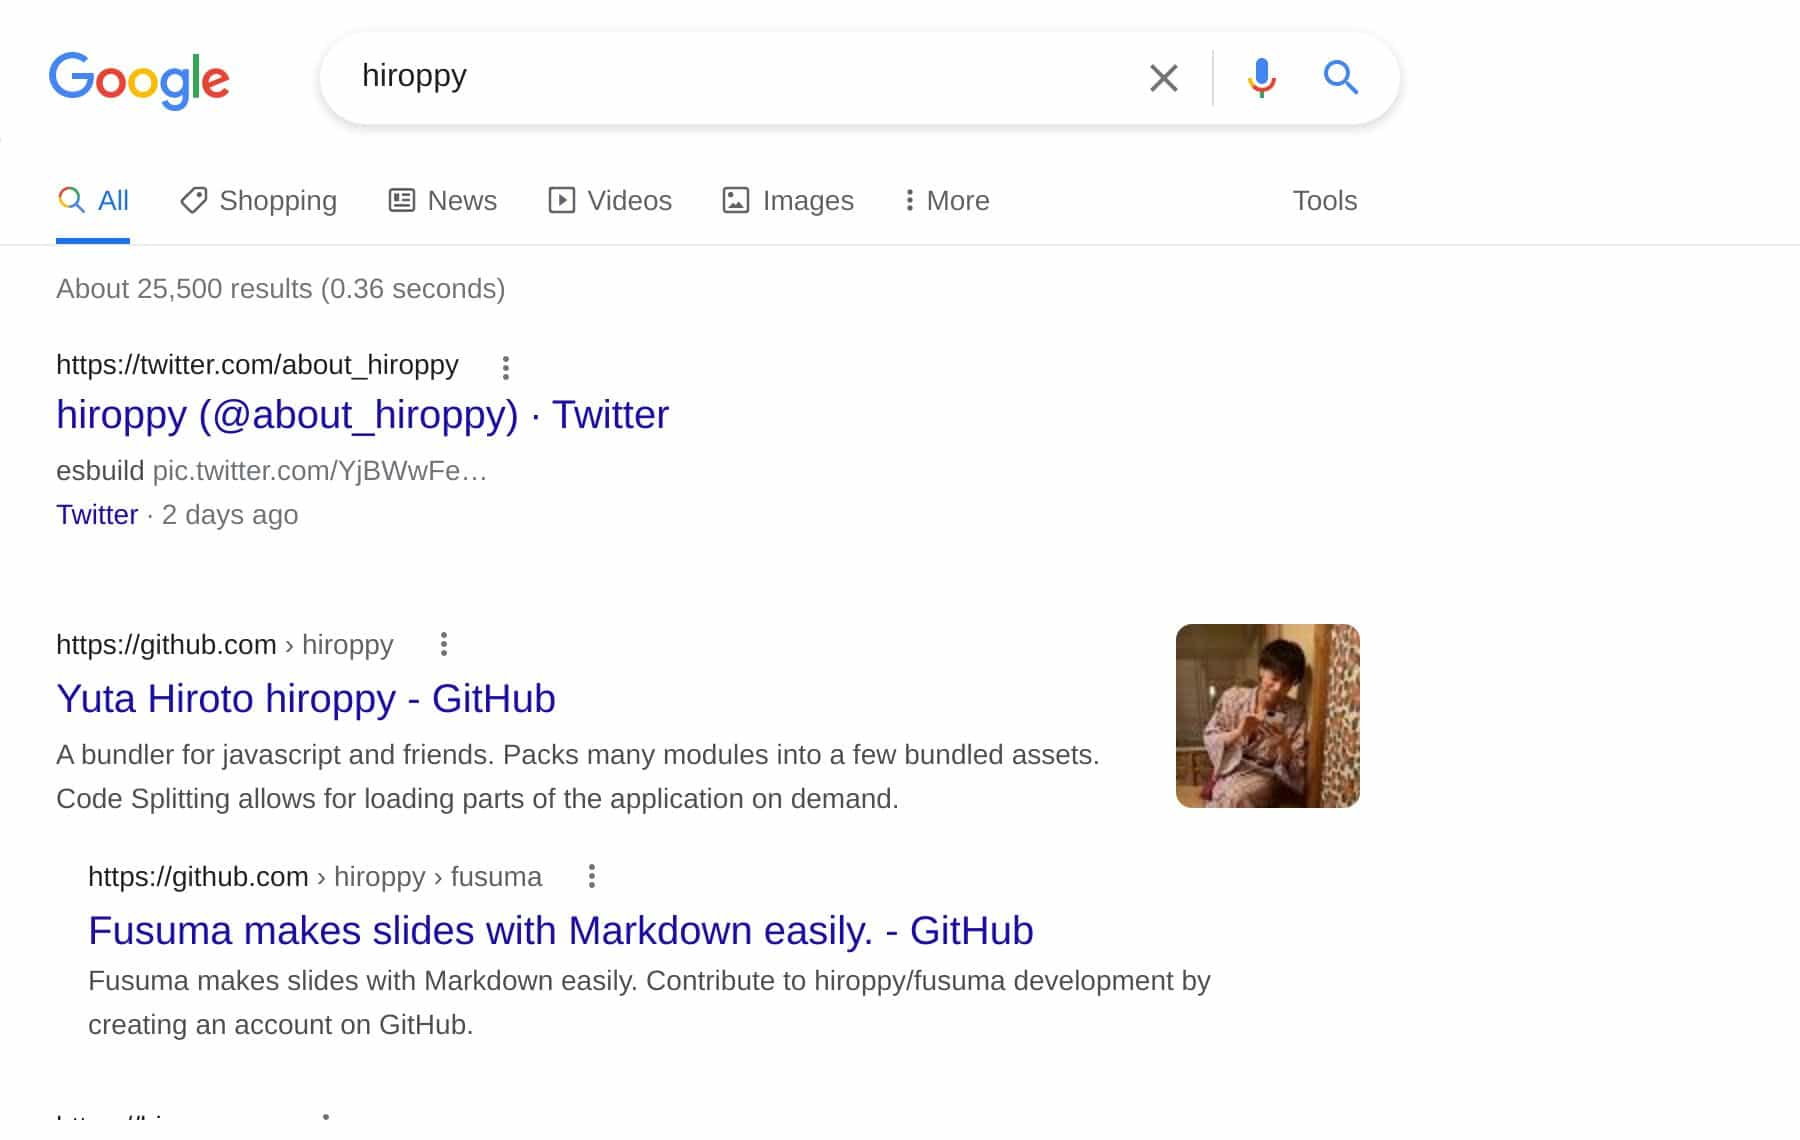 Google
hiroppy
All Shopping News Videos Images More Tools
About 25,500 results (0.36 seconds)
https://twitter.com/about_hiroppy
hiroppy (@about_hiroppy) · Twitter
esbuild pic.twitter.com/YjBWwFe…
Twitter · 2 days ago
https://github.com › hiroppy
Yuta Hiroto hiroppy - GitHub
A bundler for javascript and friends. Packs many modules into a few bundled assets.
Code Splitting allows for loading parts of the application on demand.
https://github.com › hiroppy › fusuma
Fusuma makes slides with Markdown easily. - GitHub
Fusuma makes slides with Markdown easily. Contribute to hiroppy/fusuma development by
creating an account on GitHub.